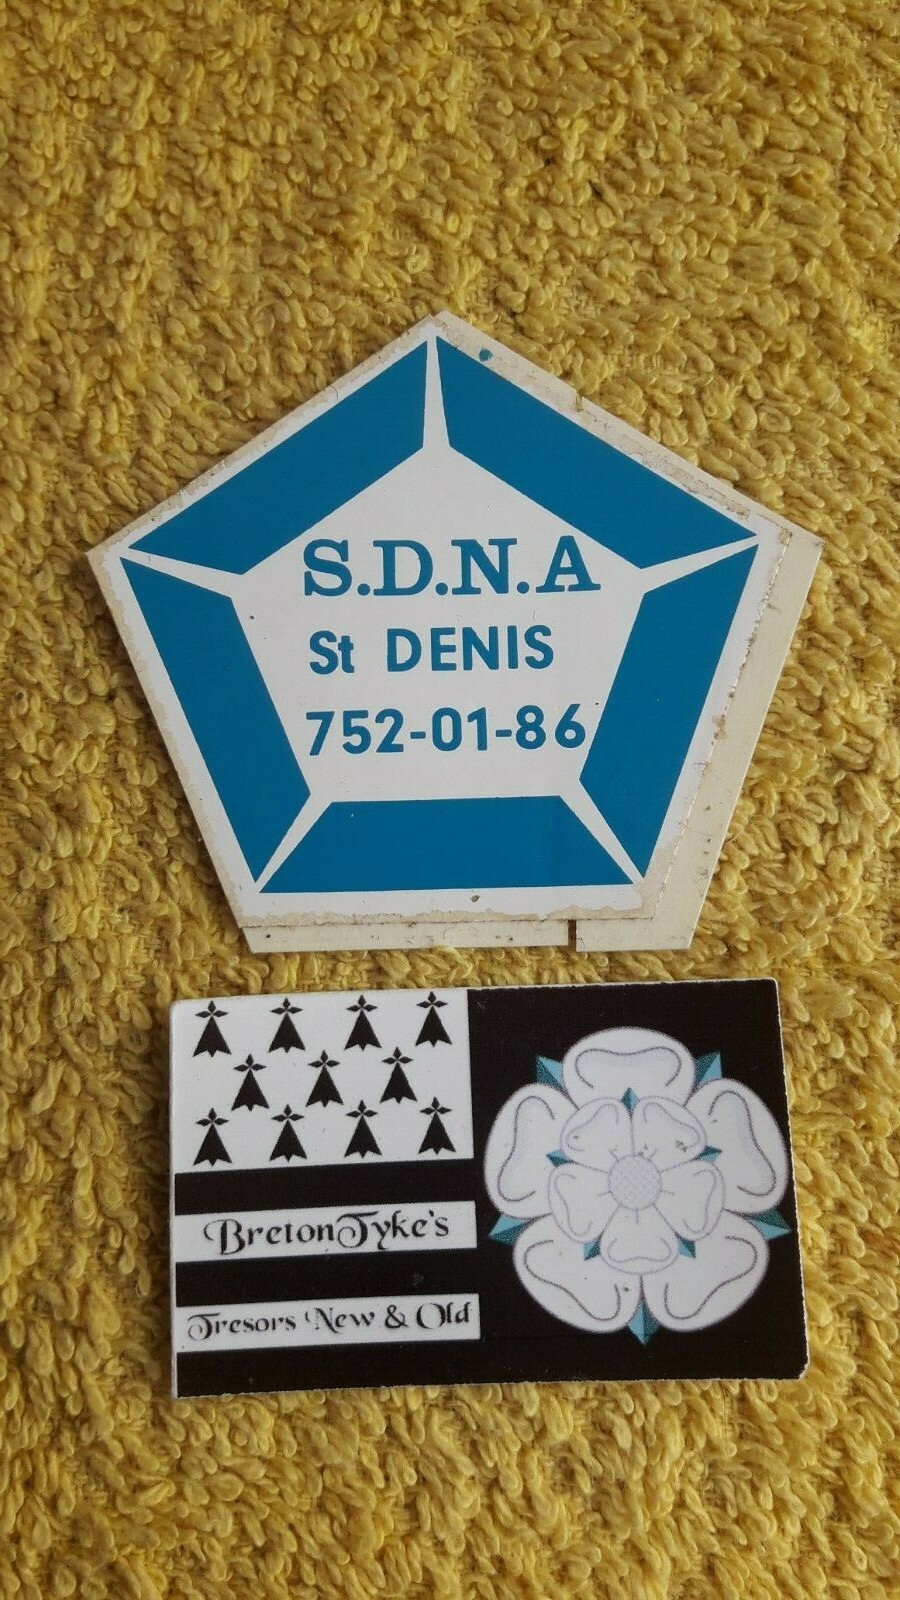 S.D.N.A
St DENIS
752-01-86
BretonTyke's
Tresors New & Old